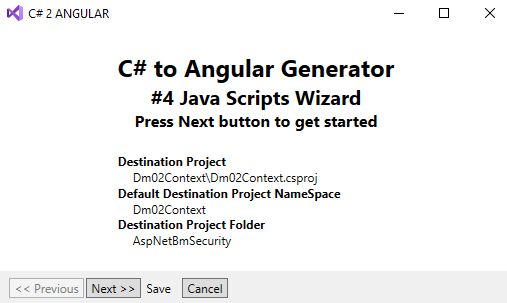 C# 2 ANGULAR
C# to Angular Generator
#4 Java Scripts Wizard
Press Next button to get started
Destination Project
Dm02Context\Dm02Context.csproj
Default Destination Project NameSpace
Dm02Context
Destination Project Folder
AspNetBmSecurity
<< Previous Next >> Save Cancel